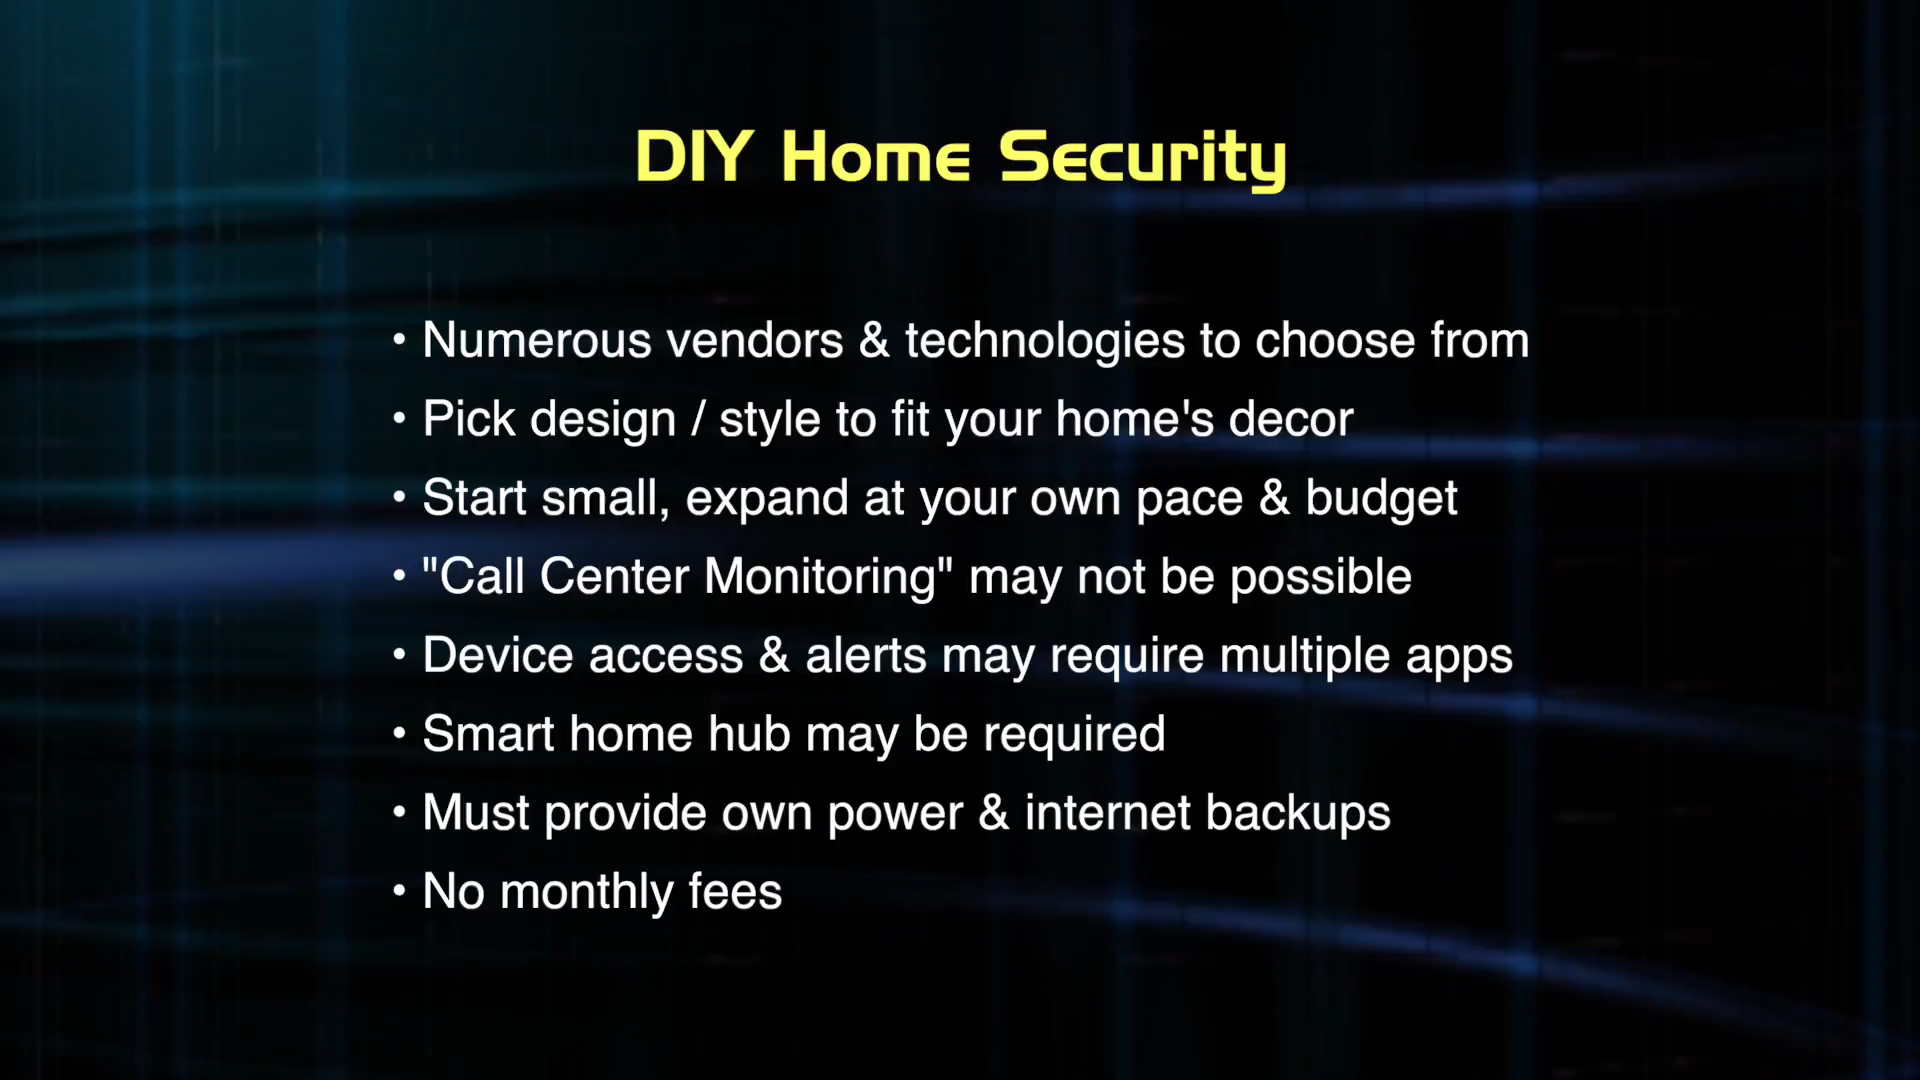 DIY Home Security
• Numerous vendors & technologies to choose from
• Pick design / style to fit your home's decor
• Start small, expand at your own pace & budget
• "Call Center Monitoring" may not be possible
• Device access & alerts may require multiple apps
• Smart home hub may be required
• Must provide own power & internet backups
• No monthly fees